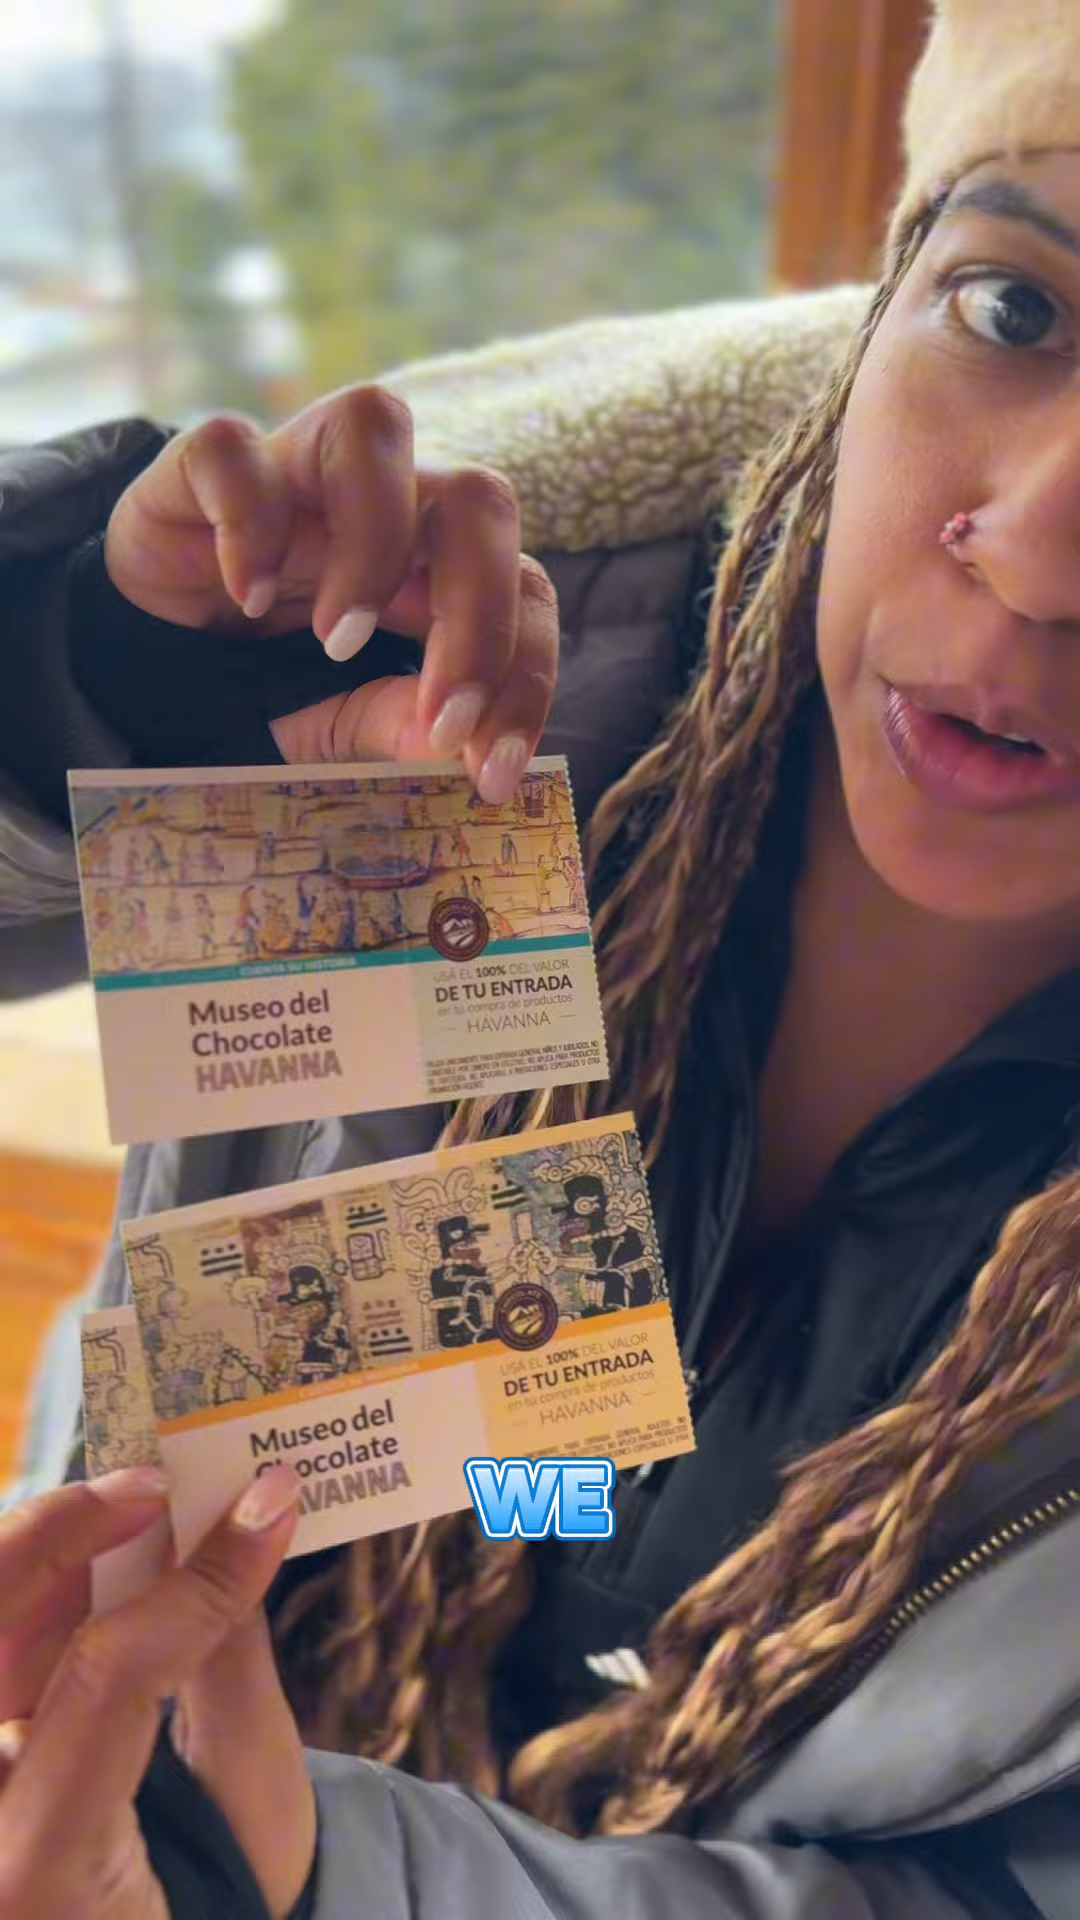 CUENTA SU HISTORIA
Museo del
Chocolate
HAVANNA
USÁ EL 100% DEL VALOR
DE TU ENTRADA
en tu compra de productos
HAVANNA
USÁ EL 100% DEL VALOR
DE TU ENTRADA
en tu compra de productos
HAVANNA
Museo del
Chocolate
HAVANNA
WE